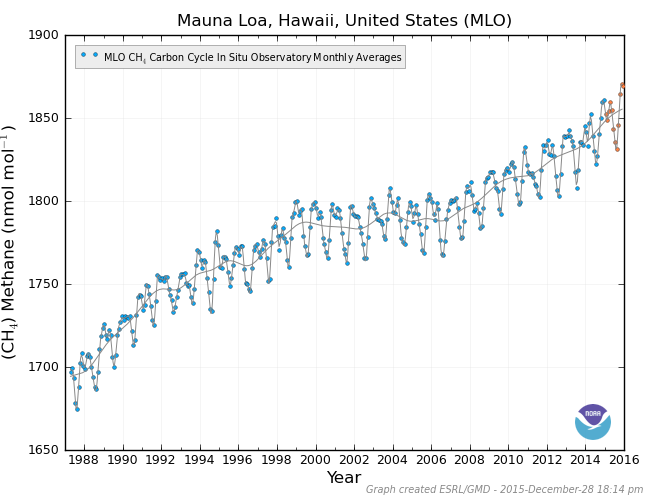 Mauna Loa, Hawaii, United States (MLO)
1900
MLO CH₄ Carbon Cycle In Situ Observatory Monthly Averages
1850
1800
1750
1700
1650
(CH₄) Methane (nmol mol⁻¹)
NOAA
1988 1990 1992 1994 1996 1998 2000 2002 2004 2006 2008 2010 2012 2014 2016
Year
Graph created ESRL/GMD - 2015-December-28 18:14 pm